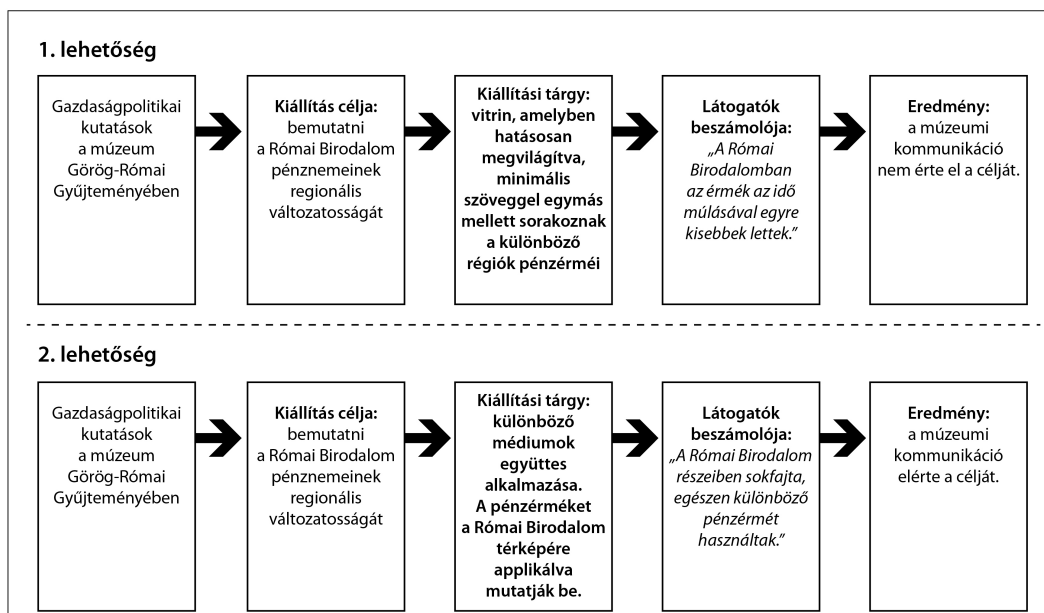 1. lehetőség
Gazdaságpolitikai
kutatások
a múzeum
Görög-Római
Gyűjteményében
Kiállítás célja:
bemutatni
a Római Birodalom
pénznemeinek
regionális
változatosságát
Kiállítási tárgy:
vitrin, amelyben
hatásosan
megvilágítva,
minimális
szöveggel egymás
mellett sorakoznak
a különböző
régiók pénzérméi
Látogatók
beszámolója:
„A Római
Birodalomban
az érmék az idő
múlásával egyre
kisebbek lettek.”
Eredmény:
a múzeumi
kommunikáció
nem érte el a célját.
2. lehetőség
Gazdaságpolitikai
kutatások
a múzeum
Görög-Római
Gyűjteményében
Kiállítás célja:
bemutatni
a Római Birodalom
pénznemeinek
regionális
változatosságát
Kiállítási tárgy:
különböző
médiumok
együttes
alkalmazása.
A pénzérméket
a Római Birodalom
térképére
applikálva
mutatják be.
Látogatók
beszámolója:
„A Római Birodalom
részeiben sokfajta,
egészen különböző
pénzérmét
használtak.”
Eredmény:
a múzeumi
kommunikáció
elérte a célját.